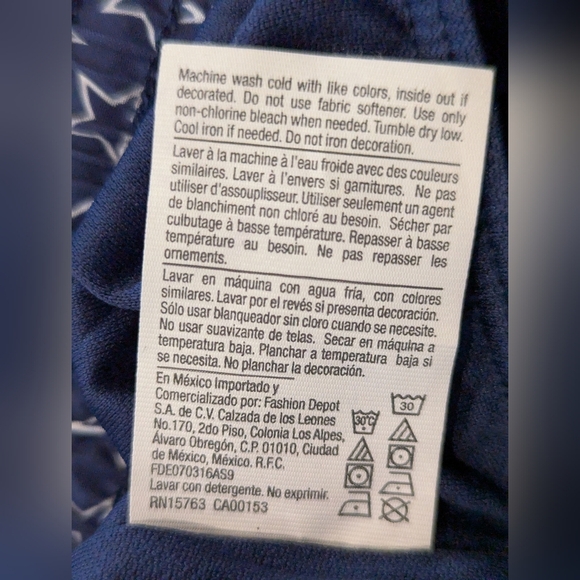 Machine wash cold with like colors, inside out if
decorated. Do not use fabric softener. Use only
non-chlorine bleach when needed. Tumble dry low.
Cool iron if needed. Do not iron decoration.
Laver à la machine à l'eau froide avec des couleurs
similaires. Laver à l'envers si garnitures. Ne pas
utiliser d'assouplisseur. Utiliser seulement un agent
de blanchiment non chloré au besoin. Sécher par
culbutage à basse température. Repasser à basse
température au besoin. Ne pas repasser les
ornements.
Lavar en máquina con agua fría, con colores
similares. Lavar por el revés si presenta decoración.
Sólo usar blanqueador sin cloro cuando se necesite.
No usar suavizante de telas. Secar en máquina a
temperatura baja. Planchar a temperatura baja si
se necesita. No planchar la decoración.
En México Importado y
Comercializado por: Fashion Depot
S.A. de C.V. Calzada de los Leones
No.170, 2do Piso, Colonia Los Alpes,
Álvaro Obregón, C.P. 01010, Ciudad
de México, México. R.F.C.
FDE070316AS9
Lavar con detergente. No exprimir.
RN15763 CA00153
30°C
30